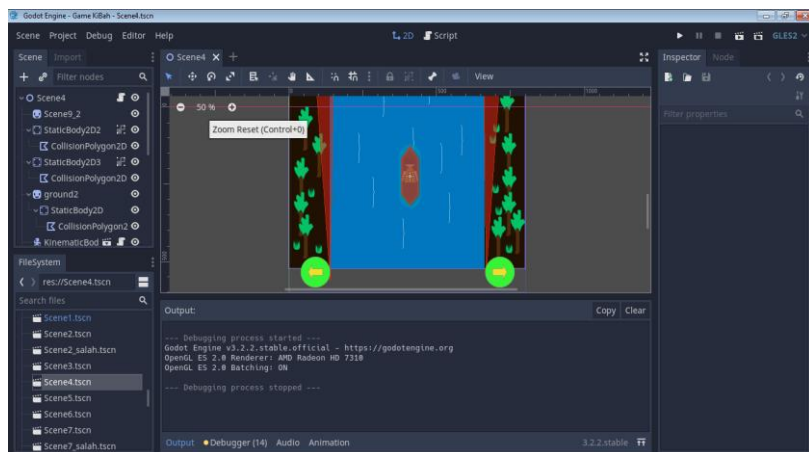 Godot Engine - Game KiBah - Scene4.tscn
Scene Project Debug Editor Help
2D Script
GLES2
Scene Import
Filter nodes
Scene4
Scene9_2
StaticBody2D2
CollisionPolygon2D
StaticBody2D3
CollisionPolygon2D
ground2
StaticBody2D
CollisionPolygon2
KinematicBod
FileSystem
res://Scene4.tscn
Search files
Scene1.tscn
Scene2.tscn
Scene2_salah.tscn
Scene3.tscn
Scene4.tscn
Scene5.tscn
Scene6.tscn
Scene7.tscn
Scene7_salah.tscn
Scene4
View
500
1000
50 %
Zoom Reset (Control+0)
500
Output:
Copy Clear
--- Debugging process started ---
Godot Engine v3.2.2.stable.official - https://godotengine.org
OpenGL ES 2.0 Renderer: AMD Radeon HD 7310
OpenGL ES 2.0 Batching: ON
--- Debugging process stopped ---
Output Debugger (14) Audio Animation
3.2.2.stable
Inspector Node
Filter properties